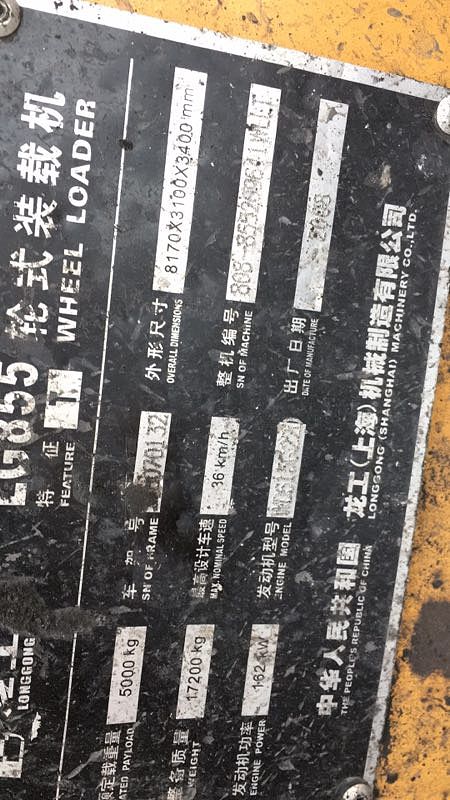 LG855 轮式装载机
LONGGONG
特征
FEATURE
WHEEL LOADER
额定载重量 5000 kg
RATED PAYLOAD
车架号
SN OF FRAME
外形尺寸 8170X3100X3400 mm
OVERALL DIMENSIONS
整备质量 17200 kg
WEIGHT
最高设计车速 36 km/h
MAX. NOMINAL SPEED
整机编号
SN OF MACHINE
发动机功率 162 kW
ENGINE POWER
发动机型号
ENGINE MODEL
出厂日期
DATE OF MANUFACTURE
中华人民共和国 龙工(上海)机械制造有限公司
THE PEOPLE'S REPUBLIC OF CHINA LONGGONG (SHANGHAI) MACHINERY CO.,LTD.